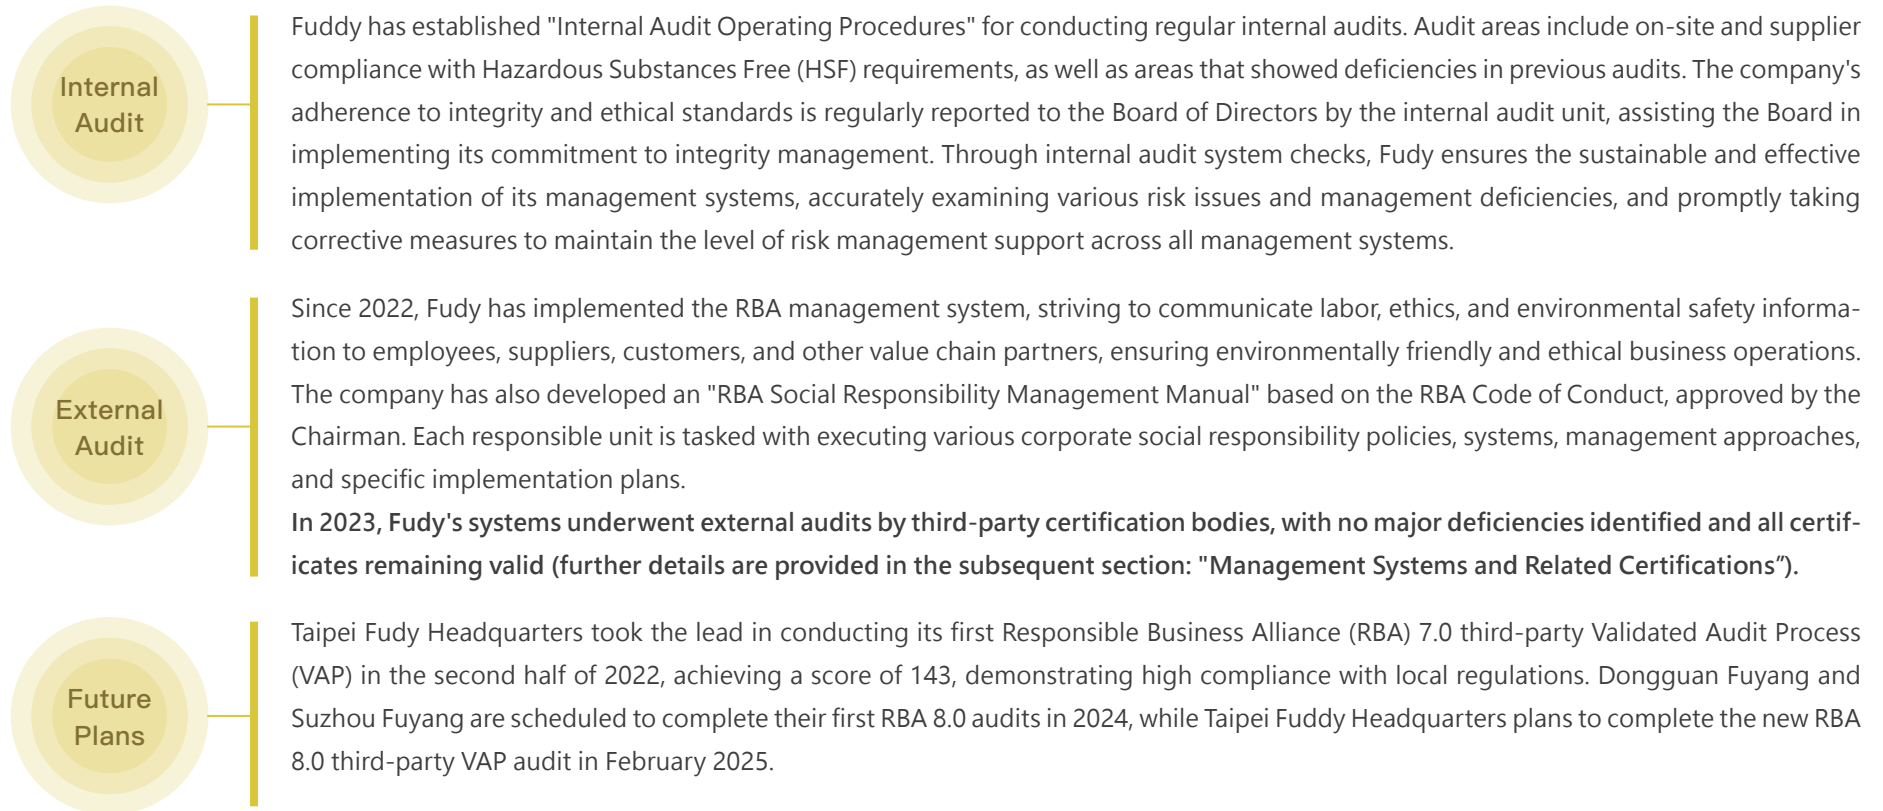 Internal
Audit
Fuddy has established "Internal Audit Operating Procedures" for conducting regular internal audits. Audit areas include on-site and supplier
compliance with Hazardous Substances Free (HSF) requirements, as well as areas that showed deficiencies in previous audits. The company's
adherence to integrity and ethical standards is regularly reported to the Board of Directors by the internal audit unit, assisting the Board in
implementing its commitment to integrity management. Through internal audit system checks, Fudy ensures the sustainable and effective
implementation of its management systems, accurately examining various risk issues and management deficiencies, and promptly taking
corrective measures to maintain the level of risk management support across all management systems.
External
Audit
Since 2022, Fudy has implemented the RBA management system, striving to communicate labor, ethics, and environmental safety informa-
tion to employees, suppliers, customers, and other value chain partners, ensuring environmentally friendly and ethical business operations.
The company has also developed an "RBA Social Responsibility Management Manual" based on the RBA Code of Conduct, approved by the
Chairman. Each responsible unit is tasked with executing various corporate social responsibility policies, systems, management approaches,
and specific implementation plans.
In 2023, Fudy's systems underwent external audits by third-party certification bodies, with no major deficiencies identified and all certif-
icates remaining valid (further details are provided in the subsequent section: "Management Systems and Related Certifications”).
Future
Plans
Taipei Fudy Headquarters took the lead in conducting its first Responsible Business Alliance (RBA) 7.0 third-party Validated Audit Process
(VAP) in the second half of 2022, achieving a score of 143, demonstrating high compliance with local regulations. Dongguan Fuyang and
Suzhou Fuyang are scheduled to complete their first RBA 8.0 audits in 2024, while Taipei Fuddy Headquarters plans to complete the new RBA
8.0 third-party VAP audit in February 2025.